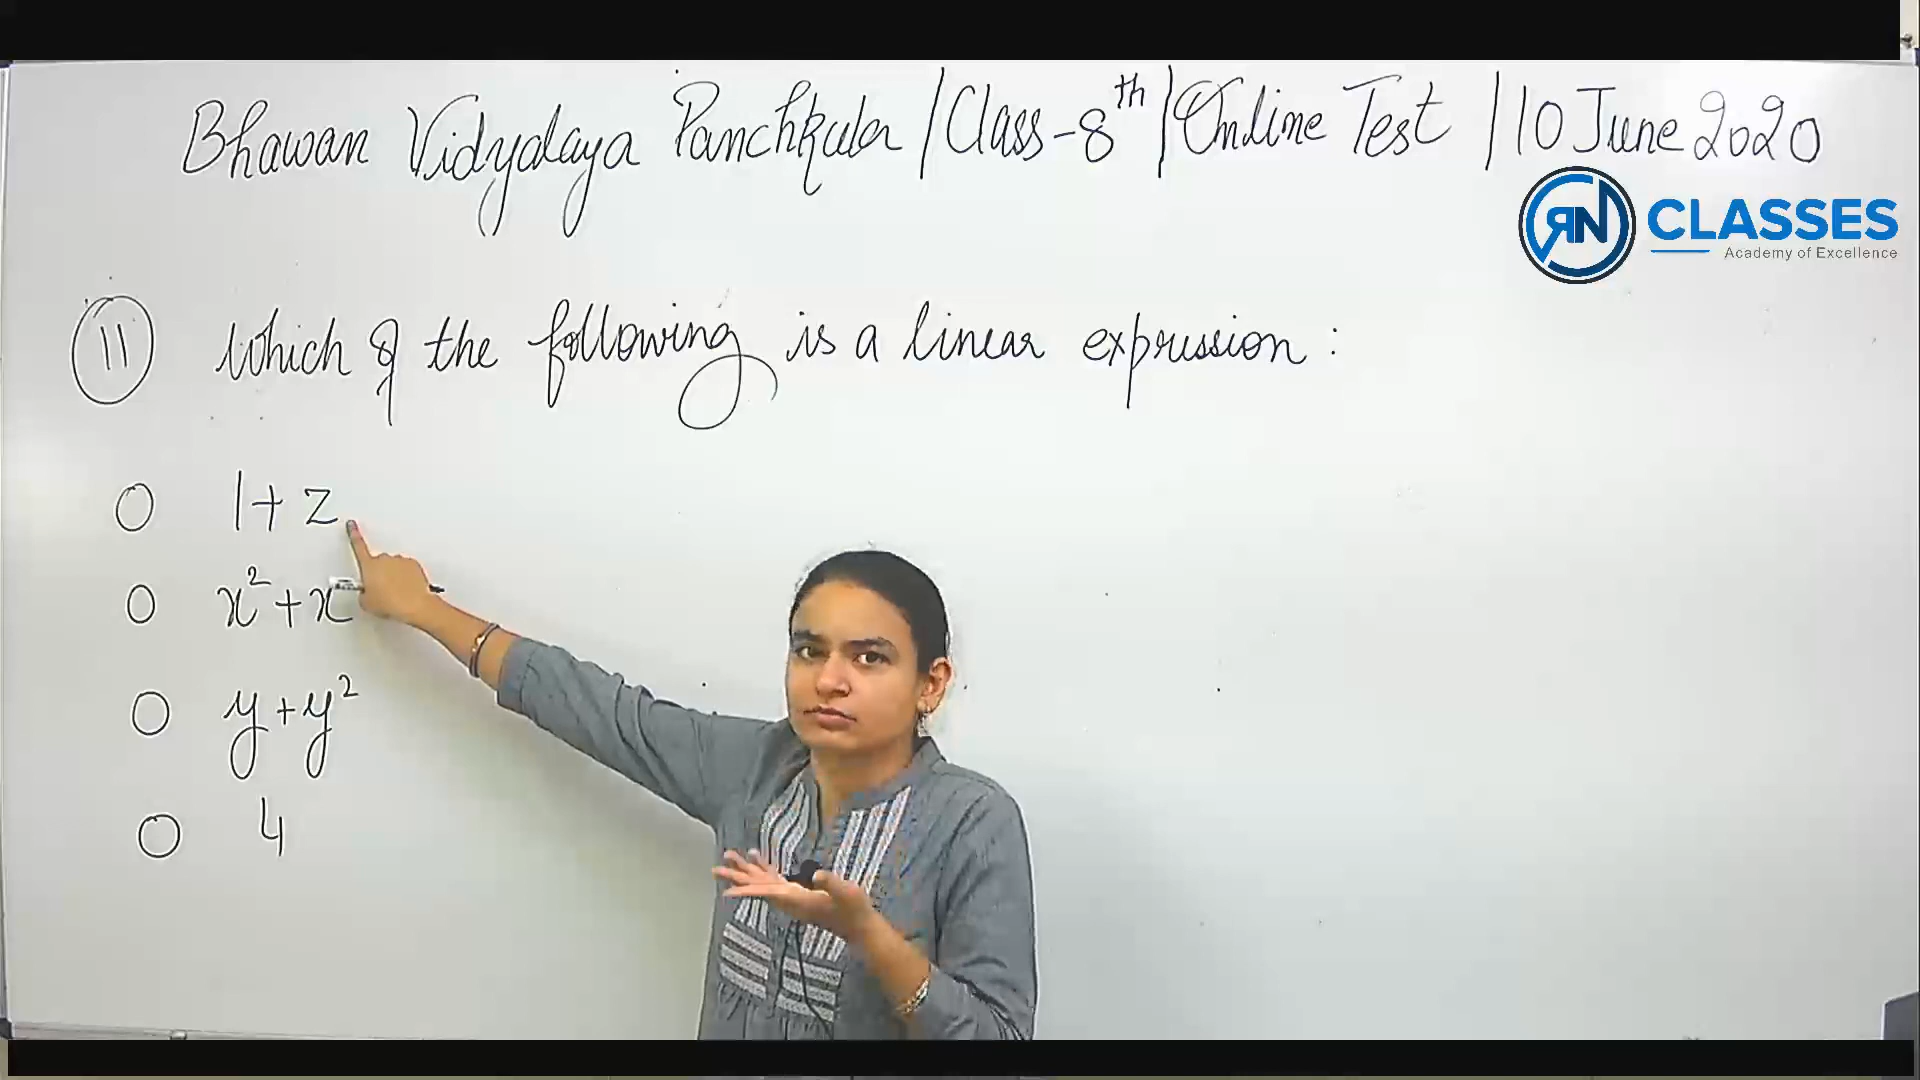 Bhawan Vidyalaya Panchkula / Class-8th / Online Test / 10 June 2020
RN CLASSES
Academy of Excellence
11 Which of the following is a linear expression :
1 + z
x² + x
y + y²
4